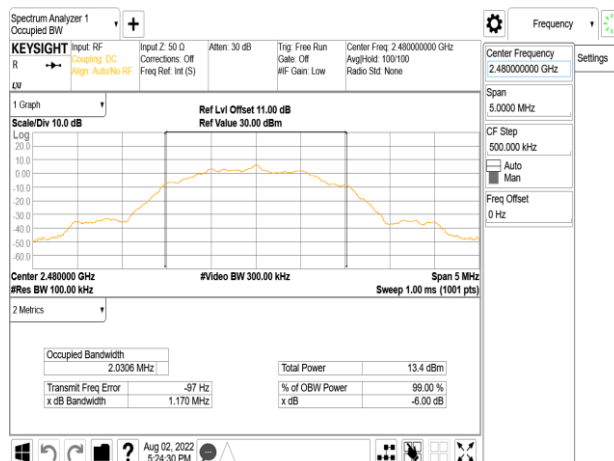 Spectrum Analyzer 1
Occupied BW
+
Frequency
KEYSIGHT
R
LXI
Input: RF
Coupling: DC
Align: Auto/No RF
Input Z: 50 Ω
Corrections: Off
Freq Ref: Int (S)
Atten: 30 dB
Trig: Free Run
Gate: Off
#IF Gain: Low
Center Freq: 2.480000000 GHz
Avg|Hold: 100/100
Radio Std: None
Center Frequency
2.480000000 GHz
Settings
Span
5.0000 MHz
CF Step
500.000 kHz
Auto
Man
Freq Offset
0 Hz
1 Graph
Scale/Div 10.0 dB
Ref Lvl Offset 11.00 dB
Ref Value 30.00 dBm
Log
20.0
10.0
0.00
-10.0
-20.0
-30.0
-40.0
-50.0
-60.0
Center 2.480000 GHz
#Res BW 100.00 kHz
#Video BW 300.00 kHz
Span 5 MHz
Sweep 1.00 ms (1001 pts)
2 Metrics
Occupied Bandwidth
2.0306 MHz
Transmit Freq Error -97 Hz
x dB Bandwidth 1.170 MHz
Total Power 13.4 dBm
% of OBW Power 99.00 %
x dB -6.00 dB
?
Aug 02, 2022
5:24:30 PM